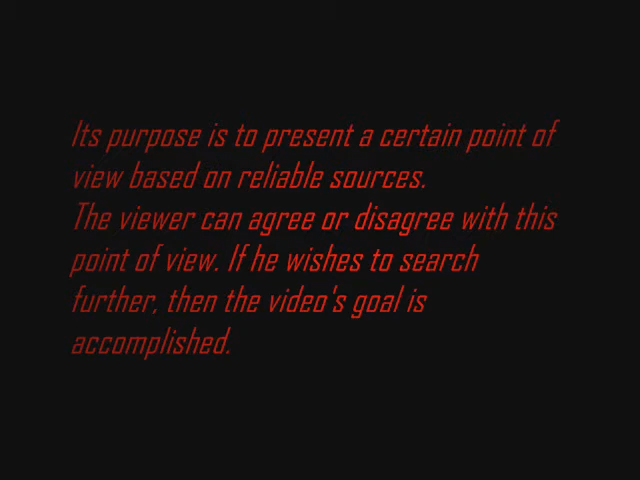 Its purpose is to present a certain point of
view based on reliable sources.
The viewer can agree or disagree with this
point of view. If he wishes to search
further, then the video's goal is
accomplished.